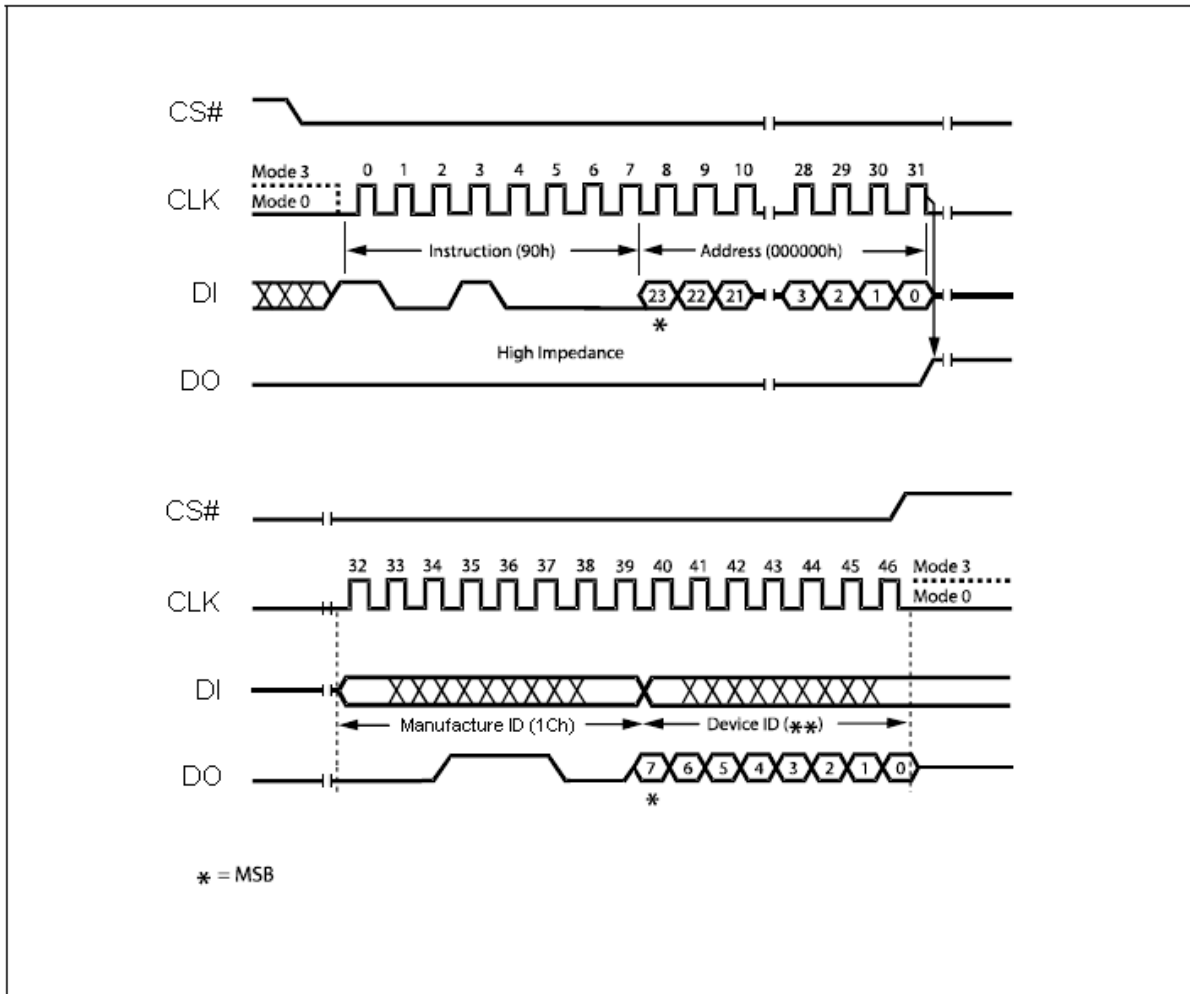 CS#
Mode 3 0 1 2 3 4 5 6 7 8 9 10 28 29 30 31
CLK Mode 0
Instruction (90h) Address (000000h)
DI 23 22 21 3 2 1 0
*
High Impedance
DO
CS#
32 33 34 35 36 37 38 39 40 41 42 43 44 45 46 Mode 3
CLK Mode 0
DI
Manufacture ID (1Ch) Device ID (**)
DO 7 6 5 4 3 2 1 0
*
* = MSB